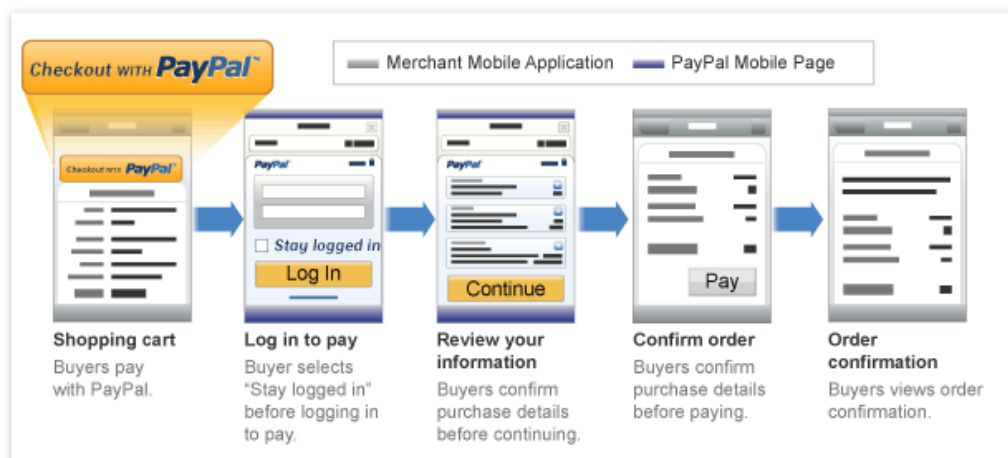 Checkout WITH PayPal™
Merchant Mobile Application
PayPal Mobile Page
Checkout WITH PayPal™
PayPal
Stay logged in
Log In
PayPal
Continue
Pay
Shopping cart
Buyers pay
with PayPal.
Log in to pay
Buyer selects
“Stay logged in”
before logging in
to pay.
Review your
information
Buyers confirm
purchase details
before continuing.
Confirm order
Buyers confirm
purchase details
before paying.
Order
confirmation
Buyers views order
confirmation.